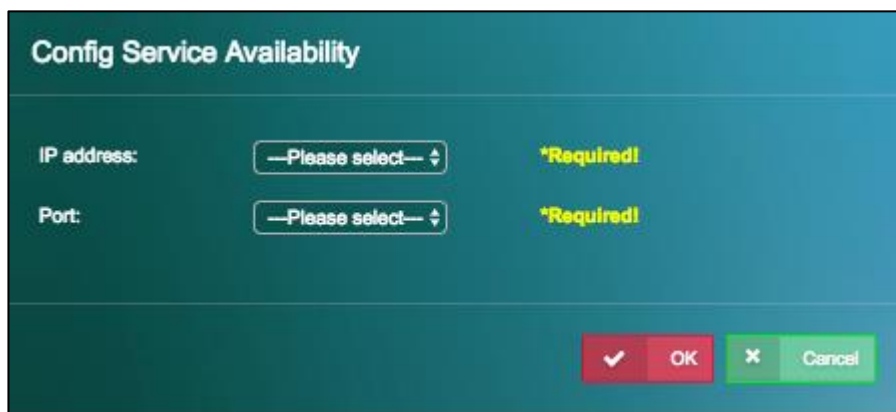 Config Service Availability
IP address: ---Please select--- *Required!
Port: ---Please select--- *Required!
OK Cancel